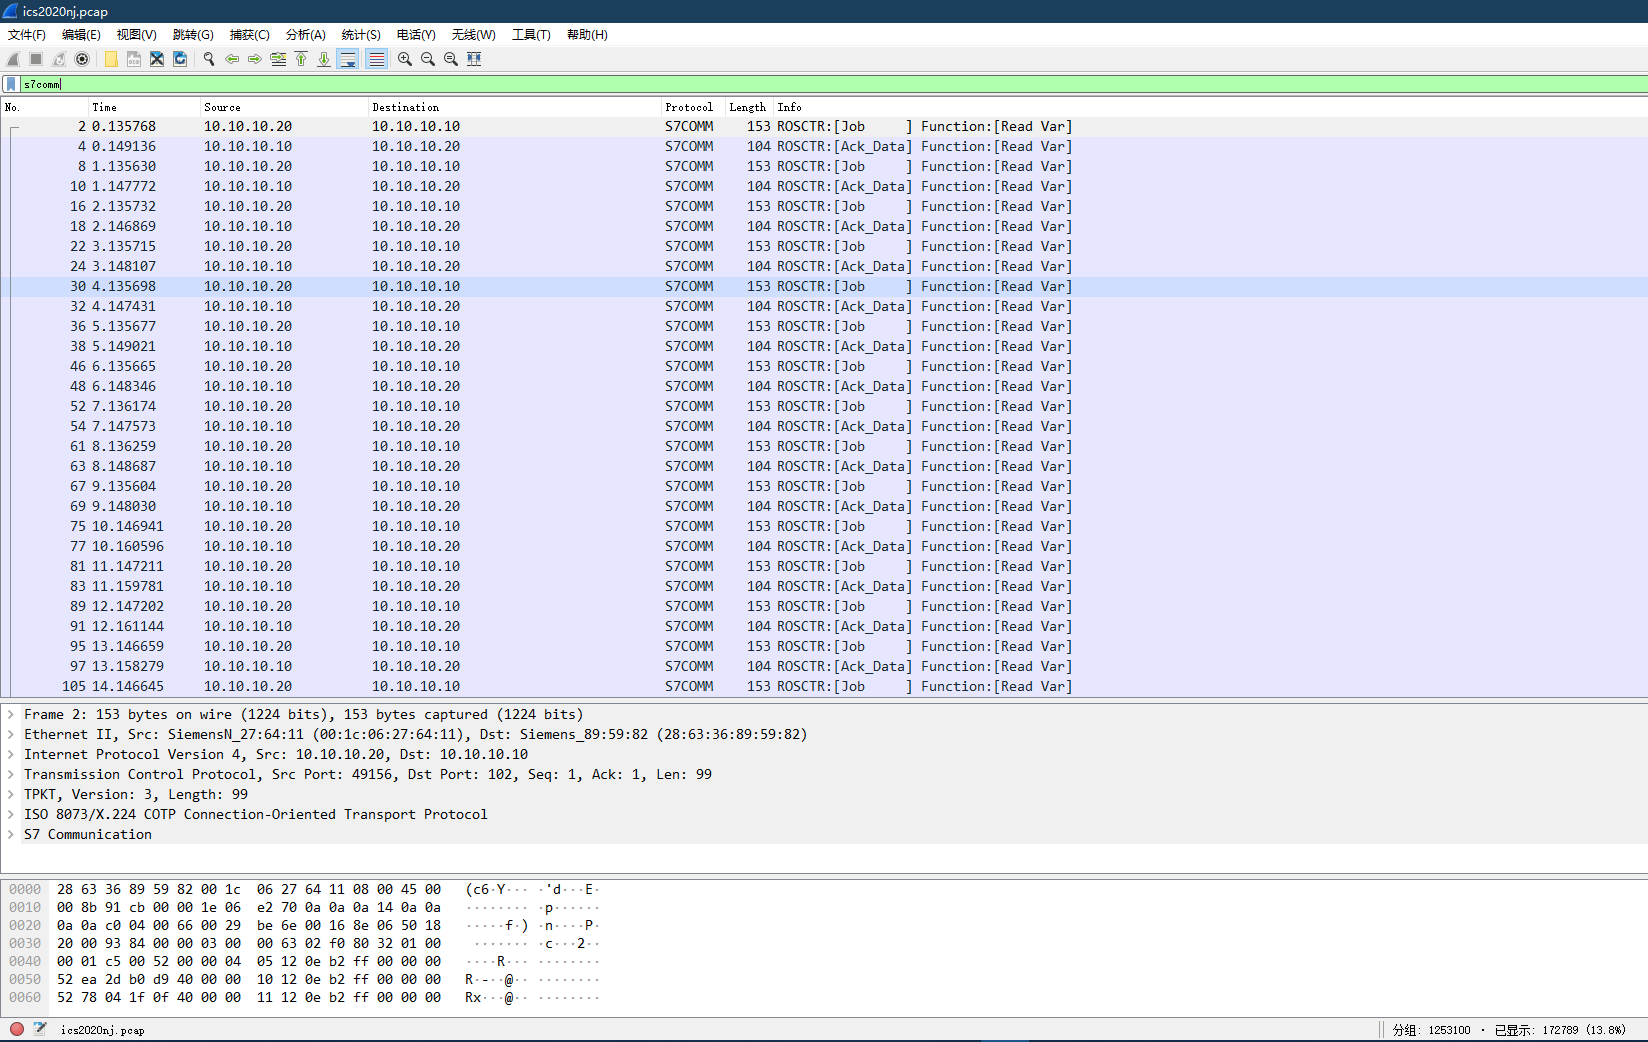 ics2020nj.pcap
文件(F) 编辑(E) 视图(V) 跳转(G) 捕获(C) 分析(A) 统计(S) 电话(Y) 无线(W) 工具(T) 帮助(H)
s7comm
No. Time Source Destination Protocol Length Info
2 0.135768 10.10.10.20 10.10.10.10 S7COMM 153 ROSCTR:[Job     ] Function:[Read Var]
4 0.149136 10.10.10.10 10.10.10.20 S7COMM 104 ROSCTR:[Ack_Data] Function:[Read Var]
8 1.135630 10.10.10.20 10.10.10.10 S7COMM 153 ROSCTR:[Job     ] Function:[Read Var]
10 1.147772 10.10.10.10 10.10.10.20 S7COMM 104 ROSCTR:[Ack_Data] Function:[Read Var]
16 2.135732 10.10.10.20 10.10.10.10 S7COMM 153 ROSCTR:[Job     ] Function:[Read Var]
18 2.146869 10.10.10.10 10.10.10.20 S7COMM 104 ROSCTR:[Ack_Data] Function:[Read Var]
22 3.135715 10.10.10.20 10.10.10.10 S7COMM 153 ROSCTR:[Job     ] Function:[Read Var]
24 3.148107 10.10.10.10 10.10.10.20 S7COMM 104 ROSCTR:[Ack_Data] Function:[Read Var]
30 4.135698 10.10.10.20 10.10.10.10 S7COMM 153 ROSCTR:[Job     ] Function:[Read Var]
32 4.147431 10.10.10.10 10.10.10.20 S7COMM 104 ROSCTR:[Ack_Data] Function:[Read Var]
36 5.135677 10.10.10.20 10.10.10.10 S7COMM 153 ROSCTR:[Job     ] Function:[Read Var]
38 5.149021 10.10.10.10 10.10.10.20 S7COMM 104 ROSCTR:[Ack_Data] Function:[Read Var]
46 6.135665 10.10.10.20 10.10.10.10 S7COMM 153 ROSCTR:[Job     ] Function:[Read Var]
48 6.148346 10.10.10.10 10.10.10.20 S7COMM 104 ROSCTR:[Ack_Data] Function:[Read Var]
52 7.136174 10.10.10.20 10.10.10.10 S7COMM 153 ROSCTR:[Job     ] Function:[Read Var]
54 7.147573 10.10.10.10 10.10.10.20 S7COMM 104 ROSCTR:[Ack_Data] Function:[Read Var]
61 8.136259 10.10.10.20 10.10.10.10 S7COMM 153 ROSCTR:[Job     ] Function:[Read Var]
63 8.148687 10.10.10.10 10.10.10.20 S7COMM 104 ROSCTR:[Ack_Data] Function:[Read Var]
67 9.135604 10.10.10.20 10.10.10.10 S7COMM 153 ROSCTR:[Job     ] Function:[Read Var]
69 9.148030 10.10.10.10 10.10.10.20 S7COMM 104 ROSCTR:[Ack_Data] Function:[Read Var]
75 10.146941 10.10.10.20 10.10.10.10 S7COMM 153 ROSCTR:[Job     ] Function:[Read Var]
77 10.160596 10.10.10.10 10.10.10.20 S7COMM 104 ROSCTR:[Ack_Data] Function:[Read Var]
81 11.147211 10.10.10.20 10.10.10.10 S7COMM 153 ROSCTR:[Job     ] Function:[Read Var]
83 11.159781 10.10.10.10 10.10.10.20 S7COMM 104 ROSCTR:[Ack_Data] Function:[Read Var]
89 12.147202 10.10.10.20 10.10.10.10 S7COMM 153 ROSCTR:[Job     ] Function:[Read Var]
91 12.161144 10.10.10.10 10.10.10.20 S7COMM 104 ROSCTR:[Ack_Data] Function:[Read Var]
95 13.146659 10.10.10.20 10.10.10.10 S7COMM 153 ROSCTR:[Job     ] Function:[Read Var]
97 13.158279 10.10.10.10 10.10.10.20 S7COMM 104 ROSCTR:[Ack_Data] Function:[Read Var]
105 14.146645 10.10.10.20 10.10.10.10 S7COMM 153 ROSCTR:[Job     ] Function:[Read Var]
Frame 2: 153 bytes on wire (1224 bits), 153 bytes captured (1224 bits)
Ethernet II, Src: SiemensN_27:64:11 (00:1c:06:27:64:11), Dst: Siemens_89:59:82 (28:63:36:89:59:82)
Internet Protocol Version 4, Src: 10.10.10.20, Dst: 10.10.10.10
Transmission Control Protocol, Src Port: 49156, Dst Port: 102, Seq: 1, Ack: 1, Len: 99
TPKT, Version: 3, Length: 99
ISO 8073/X.224 COTP Connection-Oriented Transport Protocol
S7 Communication
0000 28 63 36 89 59 82 00 1c 06 27 64 11 08 00 45 00 (c6·Y··· ·'d···E·
0010 00 8b 91 cb 00 00 1e 06 e2 70 0a 0a 0a 14 0a 0a ········ ·p······
0020 0a 0a c0 04 00 66 00 29 be 6e 00 16 8e 06 50 18 ·····f·) ·n····P·
0030 20 00 93 84 00 00 03 00 00 63 02 f0 80 32 01 00 ······· ·c···2··
0040 00 01 c5 00 52 00 00 04 05 12 0e b2 ff 00 00 00 ····R··· ········
0050 52 ea 2d b0 d9 40 00 00 10 12 0e b2 ff 00 00 00 R·-··@·· ········
0060 52 78 04 1f 0f 40 00 00 11 12 0e b2 ff 00 00 00 Rx···@·· ········
ics2020nj.pcap 分组: 1253100 · 已显示: 172789 (13.8%)